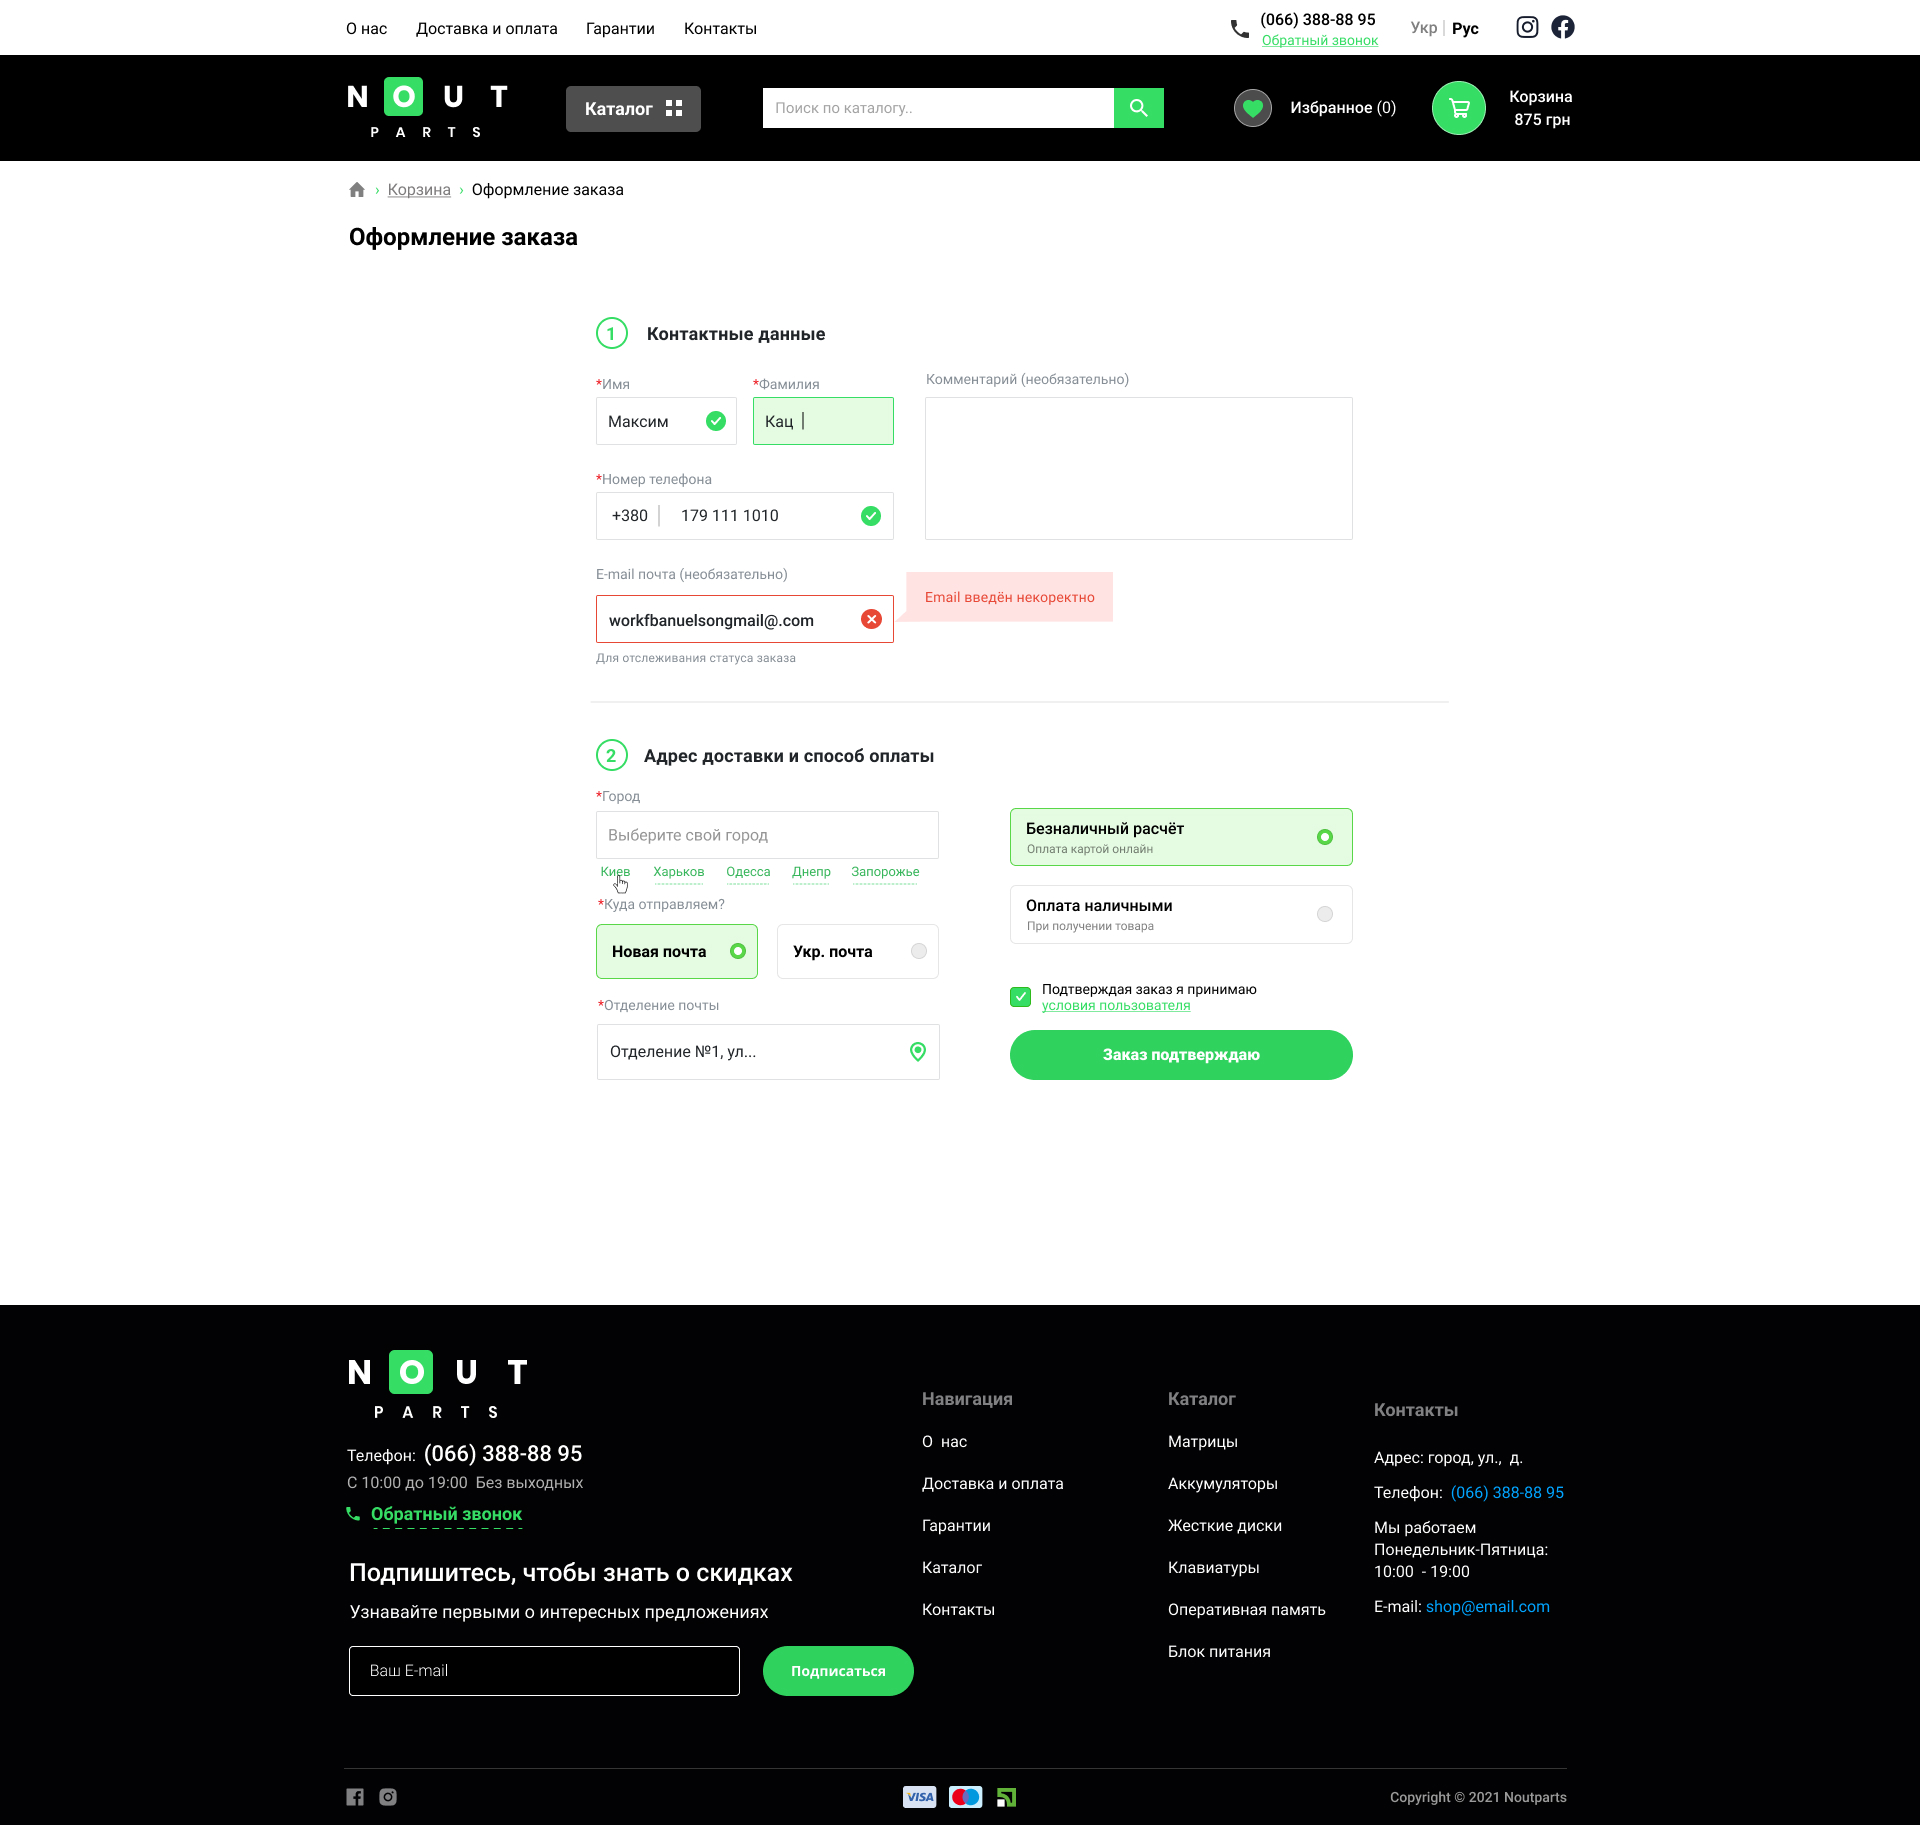 О нас
Доставка и оплата
Гарантии
Контакты
(066) 388-88 95
Обратный звонок
Укр | Рус
NOUT
PARTS
Каталог
Поиск по каталогу..
Избранное (0)
Корзина
875 грн
› Корзина › Оформление заказа
Оформление заказа
1 Контактные данные
*Имя
Максим
*Фамилия
Кац
Комментарий (необязательно)
*Номер телефона
+380 179 111 1010
E-mail почта (необязательно)
workfbanuelsongmail@.com
Email введён некоректно
Для отслеживания статуса заказа
2 Адрес доставки и способ оплаты
*Город
Выберите свой город
Киев Харьков Одесса Днепр Запорожье
*Куда отправляем?
Новая почта
Укр. почта
*Отделение почты
Отделение №1, ул...
Безналичный расчёт
Оплата картой онлайн
Оплата наличными
При получении товара
Подтверждая заказ я принимаю
условия пользователя
Заказ подтверждаю
NOUT
PARTS
Телефон: (066) 388-88 95
С 10:00 до 19:00 Без выходных
Обратный звонок
Подпишитесь, чтобы знать о скидках
Узнавайте первыми о интересных предложениях
Ваш E-mail
Подписаться
Навигация
О нас
Доставка и оплата
Гарантии
Каталог
Контакты
Каталог
Матрицы
Аккумуляторы
Жесткие диски
Клавиатуры
Оперативная память
Блок питания
Контакты
Адрес: город, ул., д.
Телефон: (066) 388-88 95
Мы работаем
Понедельник-Пятница:
10:00 - 19:00
E-mail: shop@email.com
VISA
Copyright © 2021 Noutparts